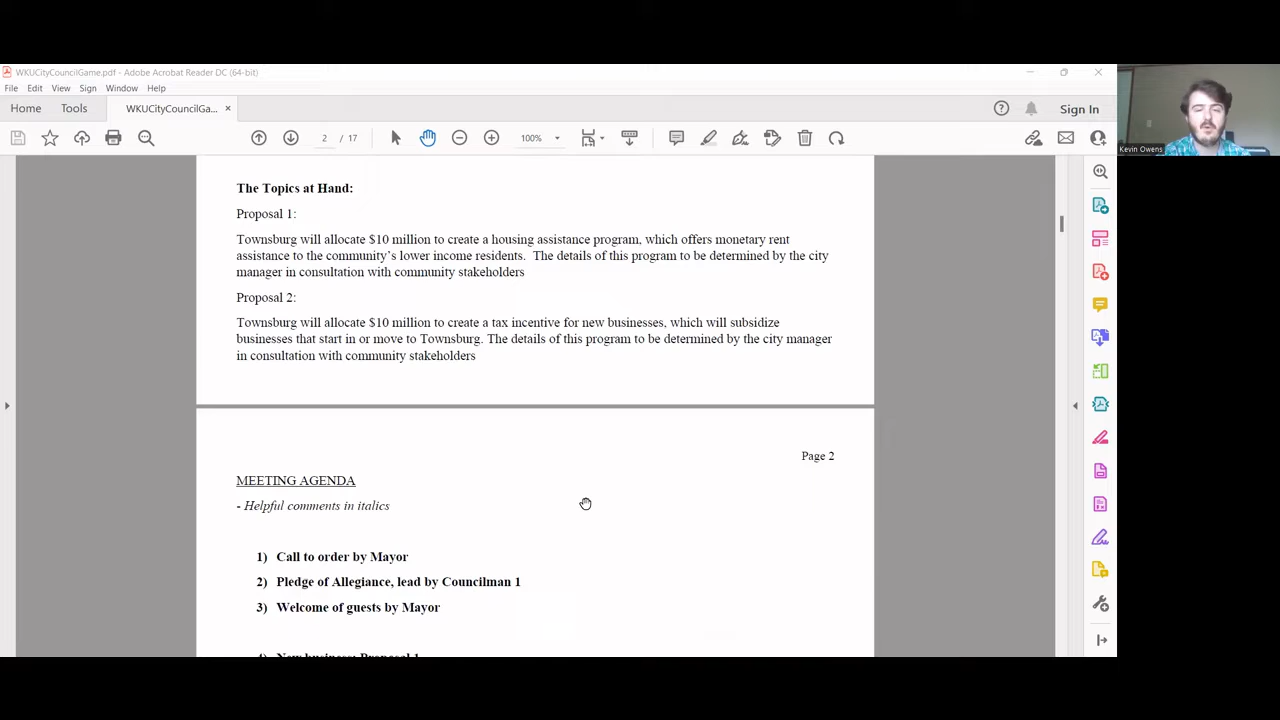 WKUCityCouncilGame.pdf - Adobe Acrobat Reader DC (64-bit)
File Edit View Sign Window Help
Home Tools WKUCityCouncilGa... × Sign In
2 / 17 100%
Kevin Owens
The Topics at Hand:
Proposal 1:
Townsburg will allocate $10 million to create a housing assistance program, which offers monetary rent
assistance to the community's lower income residents. The details of this program to be determined by the city
manager in consultation with community stakeholders
Proposal 2:
Townsburg will allocate $10 million to create a tax incentive for new businesses, which will subsidize
businesses that start in or move to Townsburg. The details of this program to be determined by the city manager
in consultation with community stakeholders
Page 2
MEETING AGENDA
- Helpful comments in italics
1) Call to order by Mayor
2) Pledge of Allegiance, lead by Councilman 1
3) Welcome of guests by Mayor
4) New business: Proposal 1